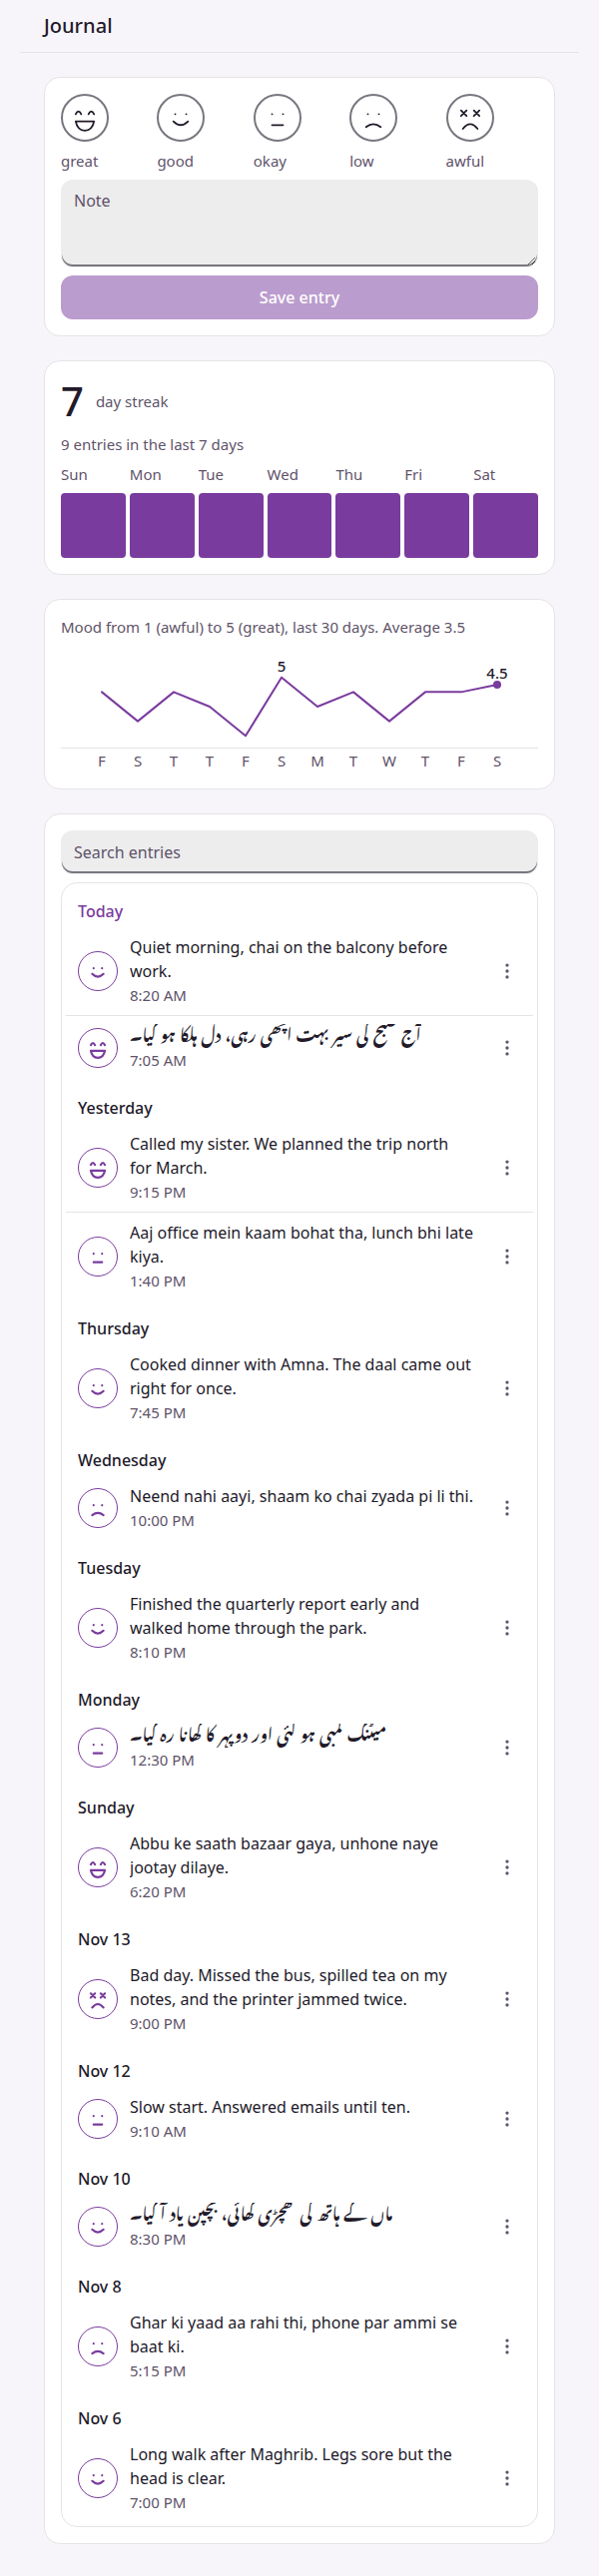 Journal
great good okay low awful
Note
Save entry
7 day streak
9 entries in the last 7 days
Sun Mon Tue Wed Thu Fri Sat
Mood from 1 (awful) to 5 (great), last 30 days. Average 3.5
5
4.5
F S T T F S M T W T F S
Search entries
Today
Quiet morning, chai on the balcony before
work.
8:20 AM
آج صبح کی سیر بہت اچھی رہی، دل ہلکا ہو گیا۔
7:05 AM
Yesterday
Called my sister. We planned the trip north
for March.
9:15 PM
Aaj office mein kaam bohat tha, lunch bhi late
kiya.
1:40 PM
Thursday
Cooked dinner with Amna. The daal came out
right for once.
7:45 PM
Wednesday
Neend nahi aayi, shaam ko chai zyada pi li thi.
10:00 PM
Tuesday
Finished the quarterly report early and
walked home through the park.
8:10 PM
Monday
میٹنگ لمبی ہو گئی اور دوپہر کا کھانا رہ گیا۔
12:30 PM
Sunday
Abbu ke saath bazaar gaya, unhone naye
jootay dilaye.
6:20 PM
Nov 13
Bad day. Missed the bus, spilled tea on my
notes, and the printer jammed twice.
9:00 PM
Nov 12
Slow start. Answered emails until ten.
9:10 AM
Nov 10
ماں کے ہاتھ کی کھچڑی کھائی، بچپن یاد آ گیا۔
8:30 PM
Nov 8
Ghar ki yaad aa rahi thi, phone par ammi se
baat ki.
5:15 PM
Nov 6
Long walk after Maghrib. Legs sore but the
head is clear.
7:00 PM